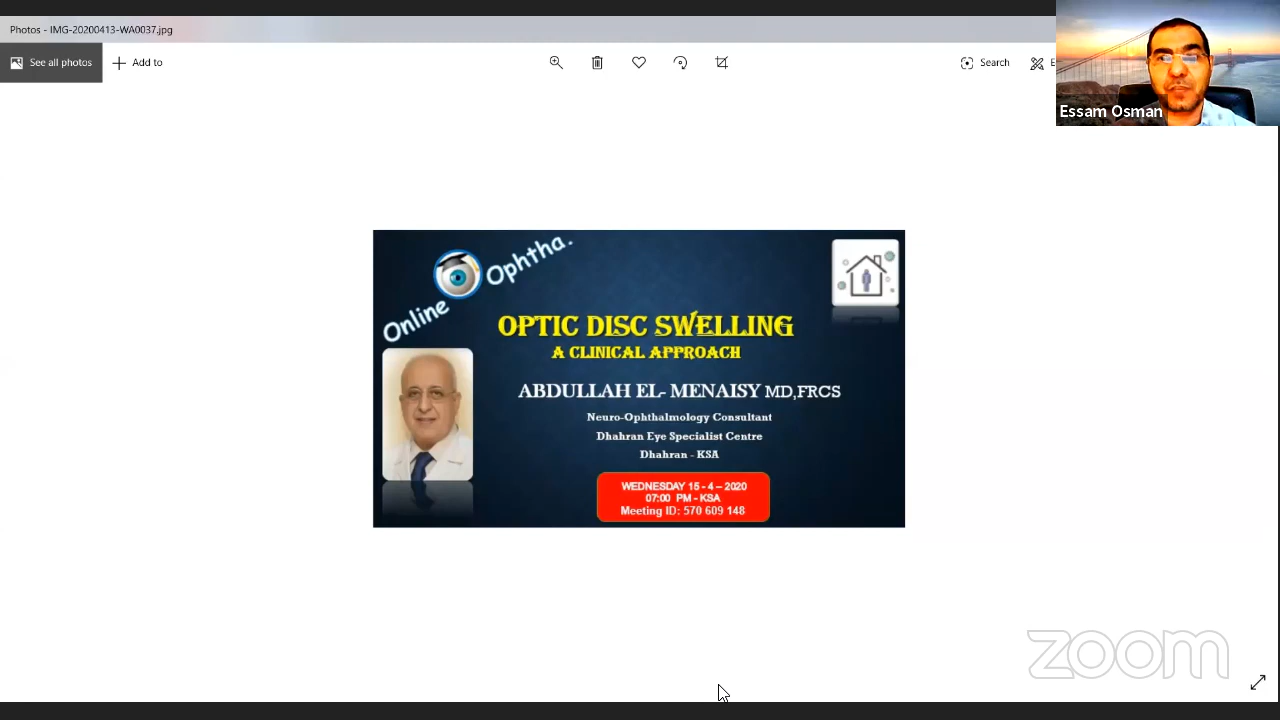 Photos - IMG-20200413-WA0037.jpg
See all photos
Add to
Search
E
Essam Osman
Online Ophtha.
OPTIC DISC SWELLING
A CLINICAL APPROACH
ABDULLAH EL- MENAISY MD,FRCS
Neuro-Ophthalmology Consultant
Dhahran Eye Specialist Centre
Dhahran - KSA
WEDNESDAY 15 - 4 – 2020
07:00 PM - KSA
Meeting ID: 570 609 148
zoom